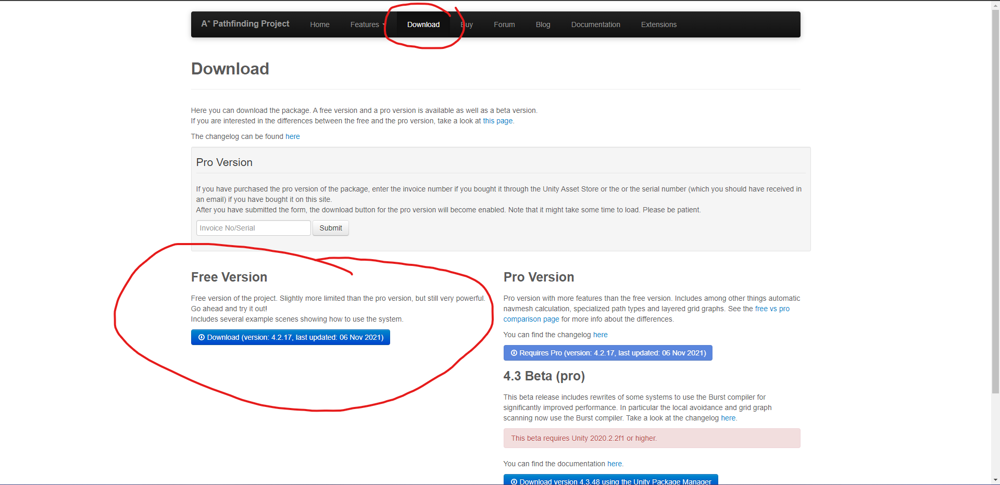 A* Pathfinding Project Home Features Download Buy Forum Blog Documentation Extensions
Download
Here you can download the package. A free version and a pro version is available as well as a beta version.
If you are interested in the differences between the free and the pro version, take a look at this page.
The changelog can be found here
Pro Version
If you have purchased the pro version of the package, enter the invoice number if you bought it through the Unity Asset Store or the or the serial number (which you should have received in
an email) if you have bought it on this site.
After you have submitted the form, the download button for the pro version will become enabled. Note that it might take some time to load. Please be patient.
Invoice No/Serial Submit
Free Version
Free version of the project. Slightly more limited than the pro version, but still very powerful.
Go ahead and try it out!
Includes several example scenes showing how to use the system.
Download (version: 4.2.17, last updated: 06 Nov 2021)
Pro Version
Pro version with more features than the free version. Includes among other things automatic
navmesh calculation, specialized path types and layered grid graphs. See the free vs pro
comparison page for more info about the differences.
You can find the changelog here
Requires Pro (version: 4.2.17, last updated: 06 Nov 2021)
4.3 Beta (pro)
This beta release includes rewrites of some systems to use the Burst compiler for
significantly improved performance. In particular the local avoidance and grid graph
scanning now use the Burst compiler. Take a look at the changelog here.
This beta requires Unity 2020.2.2f1 or higher.
You can find the documentation here.
Download version 4.3.48 using the Unity Package Manager